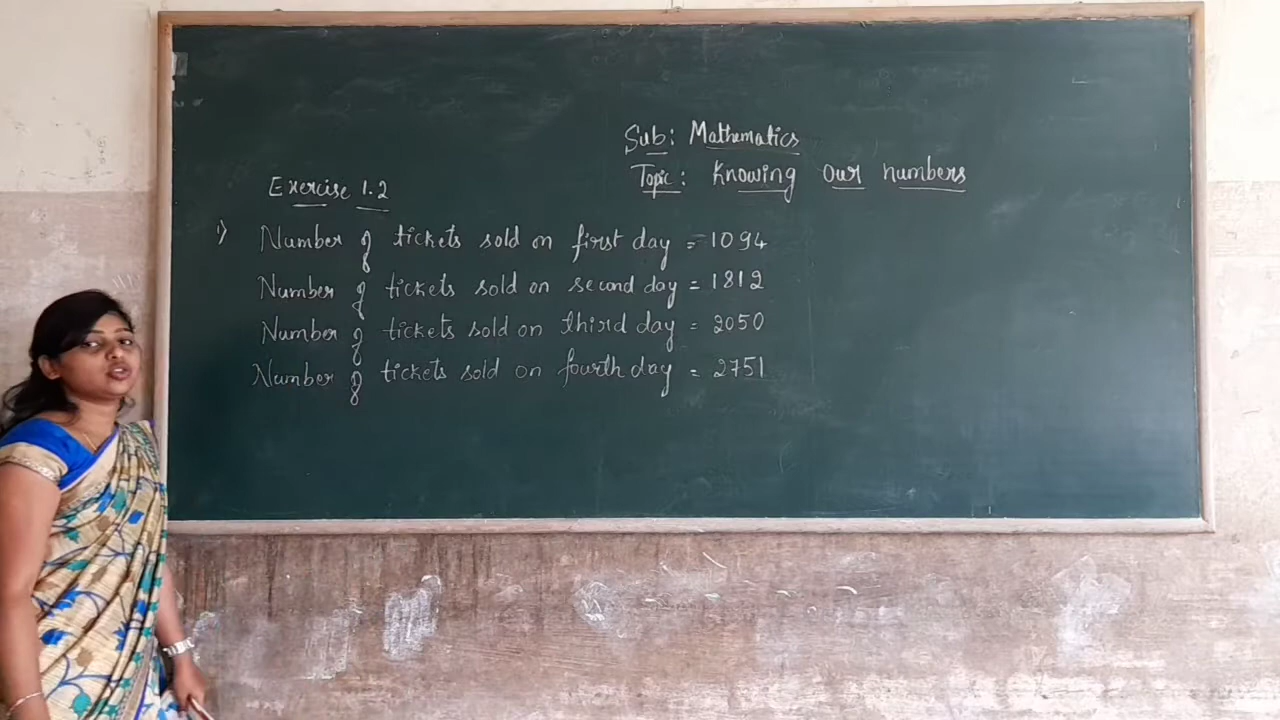 Sub: Mathematics
Topic: Knowing our numbers
Exercise 1.2
1) Number of tickets sold on first day = 1094
Number of tickets sold on second day = 1812
Number of tickets sold on third day = 2050
Number of tickets sold on fourth day = 2751